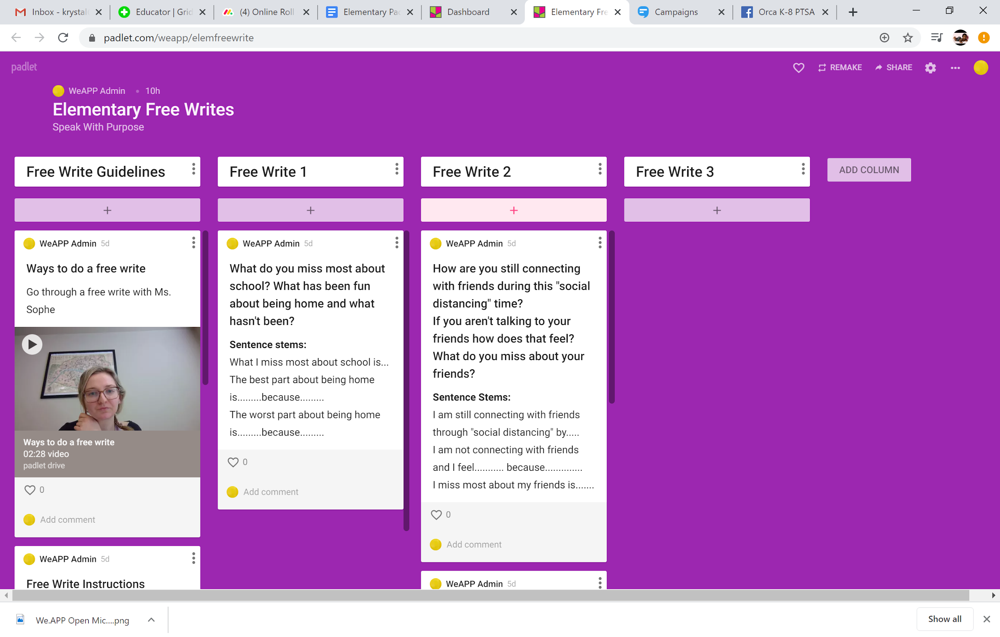 Inbox - krystal
Educator | Grid
(4) Online Roll
Elementary Pad
Dashboard
Elementary Fre
Campaigns
Orca K-8 PTSA
padlet.com/weapp/elemfreewrite
padlet
REMAKE
SHARE
WeAPP Admin • 10h
Elementary Free Writes
Speak With Purpose
Free Write Guidelines
WeAPP Admin 5d
Ways to do a free write
Go through a free write with Ms.
Sophe
Ways to do a free write
02:28 video
padlet drive
0
Add comment
WeAPP Admin 5d
Free Write Instructions
Free Write 1
WeAPP Admin 5d
What do you miss most about
school? What has been fun
about being home and what
hasn't been?
Sentence stems:
What I miss most about school is...
The best part about being home
is.........because.........
The worst part about being home
is.........because.........
0
Add comment
Free Write 2
WeAPP Admin 5d
How are you still connecting
with friends during this "social
distancing" time?
If you aren't talking to your
friends how does that feel?
What do you miss about your
friends?
Sentence Stems:
I am still connecting with friends
through "social distancing" by.....
I am not connecting with friends
and I feel........... because..............
I miss most about my friends is.......
0
Add comment
WeAPP Admin 5d
Free Write 3
ADD COLUMN
We.APP Open Mic....png
Show all